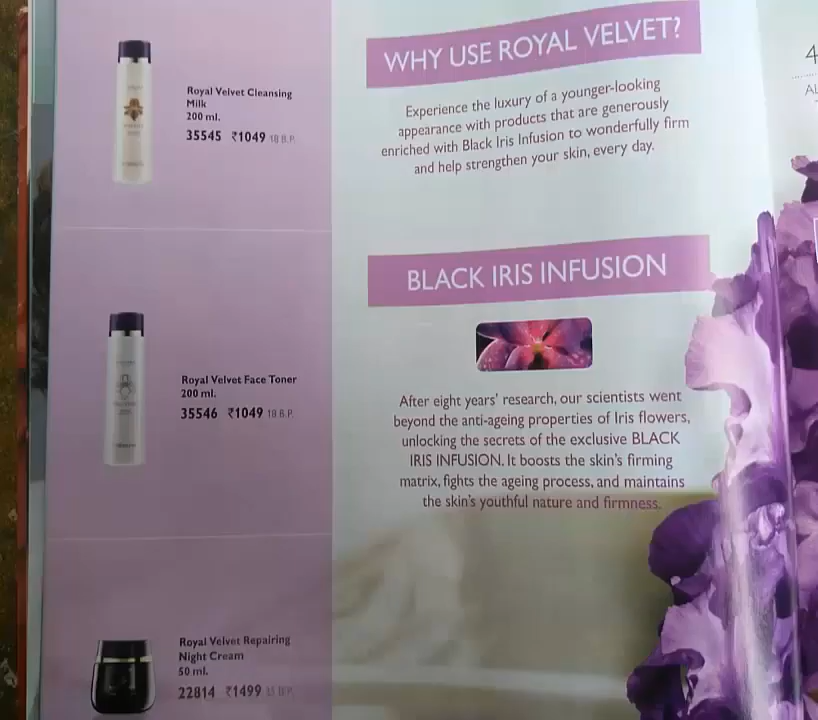 Royal Velvet Cleansing
Milk
200 ml.
35545 ₹1049 18 B.P.
Royal Velvet Face Toner
200 ml.
35546 ₹1049 18 B.P.
Royal Velvet Repairing
Night Cream
50 ml.
22814 ₹1499
WHY USE ROYAL VELVET?
Experience the luxury of a younger-looking
appearance with products that are generously
enriched with Black Iris Infusion to wonderfully firm
and help strengthen your skin, every day.
BLACK IRIS INFUSION
After eight years' research, our scientists went
beyond the anti-ageing properties of Iris flowers,
unlocking the secrets of the exclusive BLACK
IRIS INFUSION. It boosts the skin's firming
matrix, fights the ageing process, and maintains
the skin's youthful nature and firmness.
4